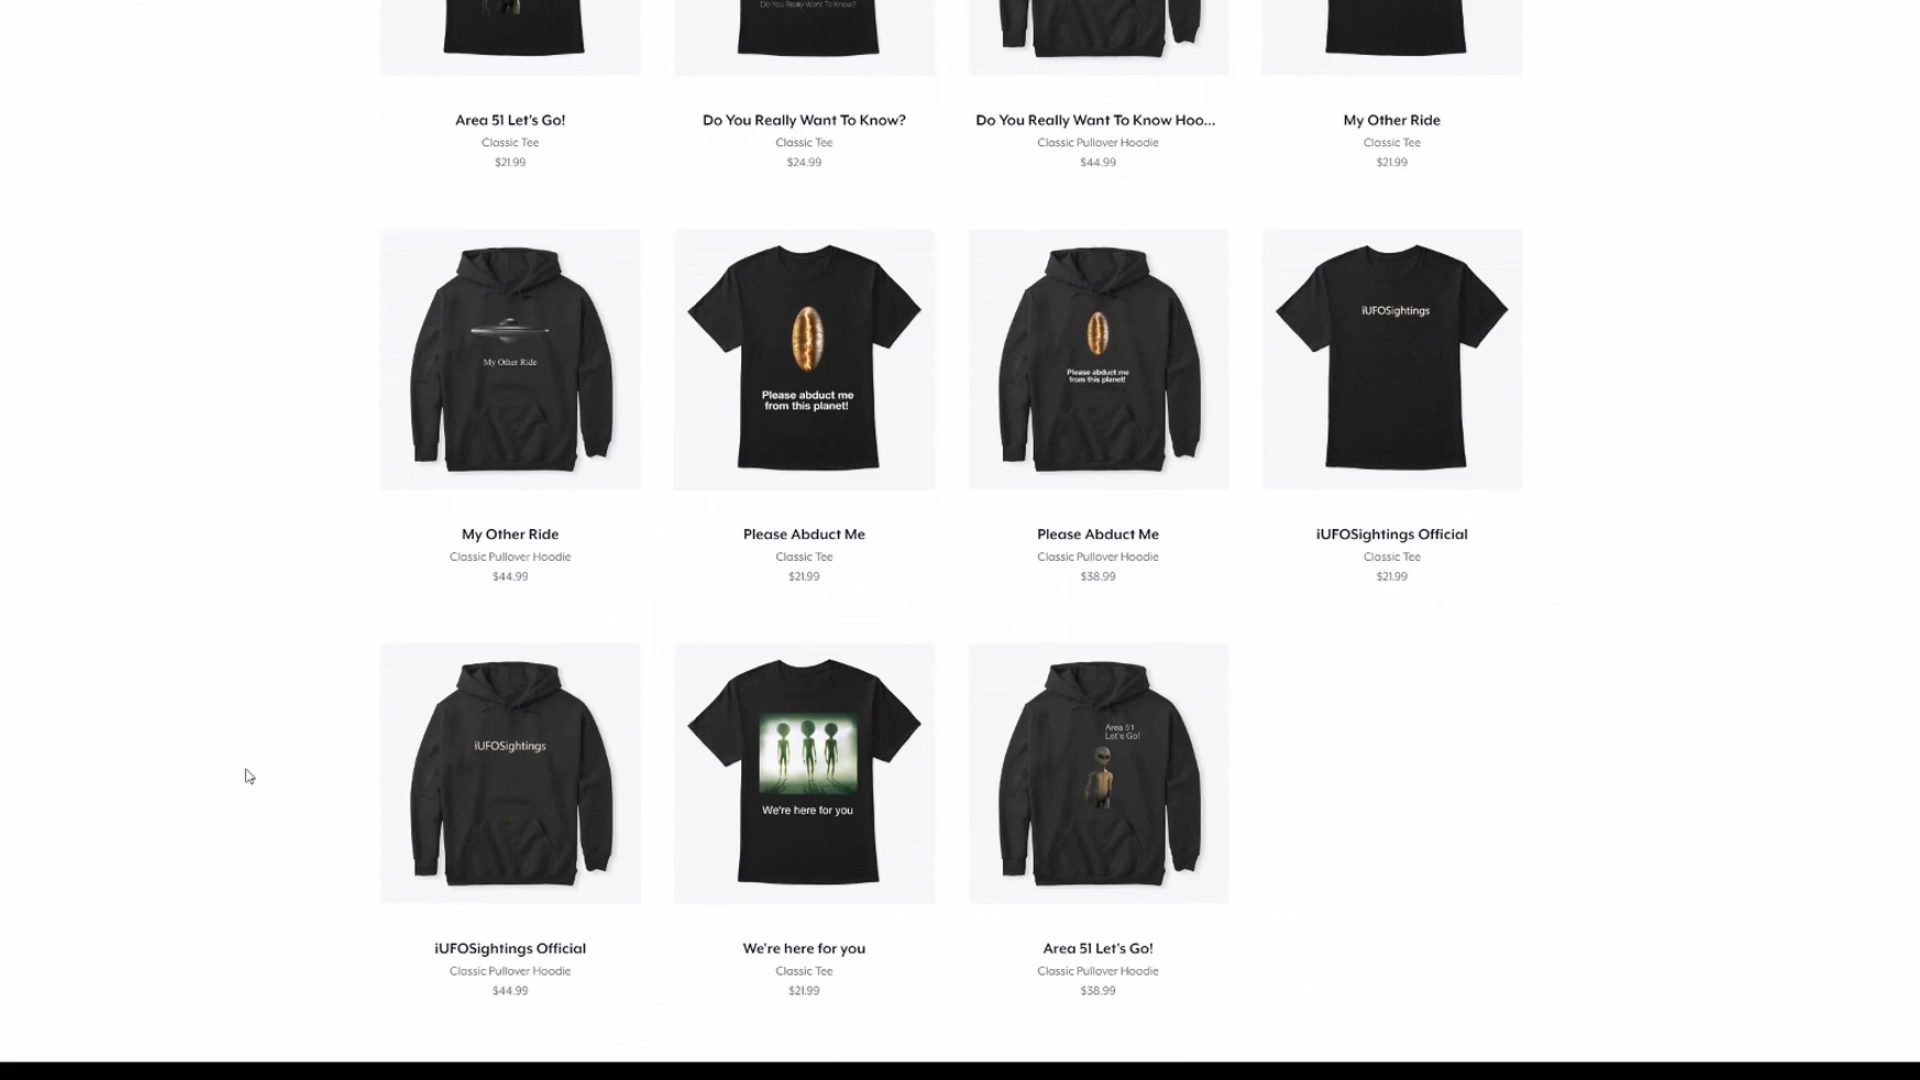 Do You Really Want To Know?
Area 51 Let's Go!
Classic Tee
$21.99
Do You Really Want To Know?
Classic Tee
$24.99
Do You Really Want To Know Hoo...
Classic Pullover Hoodie
$44.99
My Other Ride
Classic Tee
$21.99
My Other Ride
My Other Ride
Classic Pullover Hoodie
$44.99
Please abduct me
from this planet!
Please Abduct Me
Classic Tee
$21.99
Please abduct me
from this planet!
Please Abduct Me
Classic Pullover Hoodie
$38.99
iUFOSightings
iUFOSightings Official
Classic Tee
$21.99
iUFOSightings
iUFOSightings Official
Classic Pullover Hoodie
$44.99
We're here for you
We're here for you
Classic Tee
$21.99
Area 51
Let's Go!
Area 51 Let's Go!
Classic Pullover Hoodie
$38.99